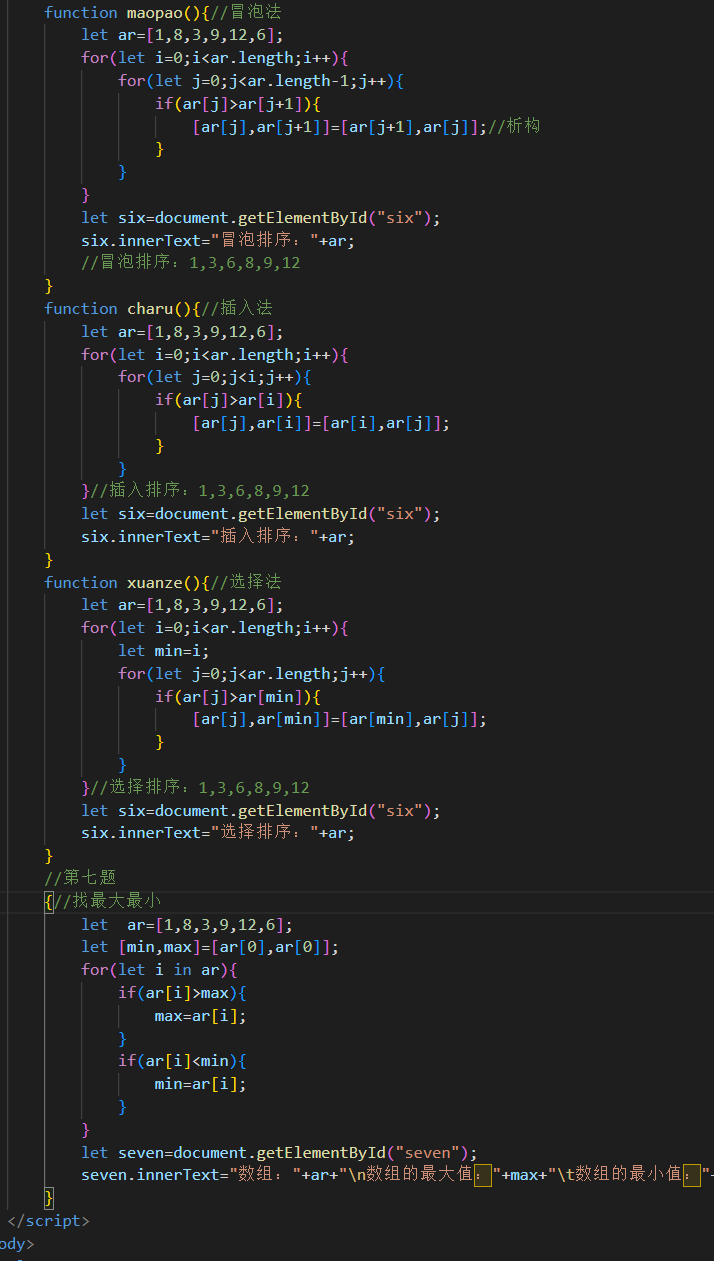 function maopao(){//冒泡法
let ar=[1,8,3,9,12,6];
for(let i=0;i<ar.length;i++){
for(let j=0;j<ar.length-1;j++){
if(ar[j]>ar[j+1]){
[ar[j],ar[j+1]]=[ar[j+1],ar[j]];//析构
}
}
}
let six=document.getElementById("six");
six.innerText="冒泡排序："+ar;
//冒泡排序：1,3,6,8,9,12
}
function charu(){//插入法
let ar=[1,8,3,9,12,6];
for(let i=0;i<ar.length;i++){
for(let j=0;j<i;j++){
if(ar[j]>ar[i]){
[ar[j],ar[i]]=[ar[i],ar[j]];
}
}
}//插入排序：1,3,6,8,9,12
let six=document.getElementById("six");
six.innerText="插入排序："+ar;
}
function xuanze(){//选择法
let ar=[1,8,3,9,12,6];
for(let i=0;i<ar.length;i++){
let min=i;
for(let j=0;j<ar.length;j++){
if(ar[j]>ar[min]){
[ar[j],ar[min]]=[ar[min],ar[j]];
}
}
}//选择排序：1,3,6,8,9,12
let six=document.getElementById("six");
six.innerText="选择排序："+ar;
}
//第七题
{//找最大最小
let  ar=[1,8,3,9,12,6];
let [min,max]=[ar[0],ar[0]];
for(let i in ar){
if(ar[i]>max){
max=ar[i];
}
if(ar[i]<min){
min=ar[i];
}
}
let seven=document.getElementById("seven");
seven.innerText="数组："+ar+"\n数组的最大值："+max+"\t数组的最小值："+
}
</script>
ody>